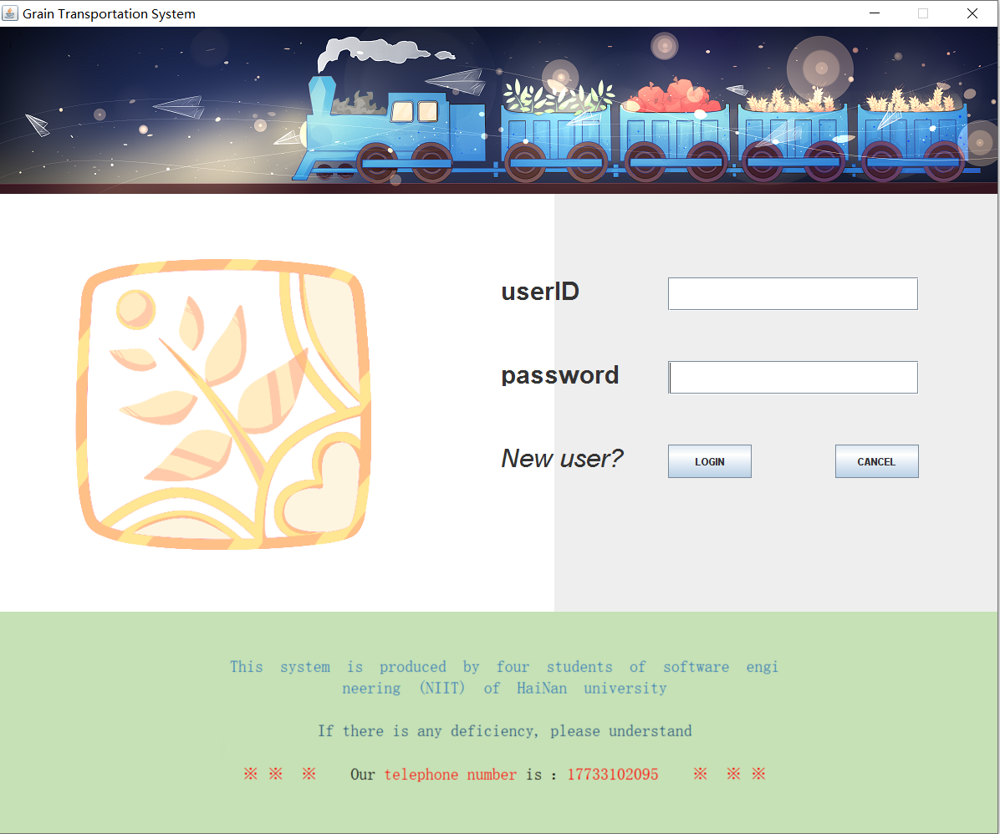 Grain Transportation System
userID
password
New user?
LOGIN
CANCEL
This system is produced by four students of software engi
neering (NIIT) of HaiNan university
If there is any deficiency, please understand
※ ※ ※ Our telephone number is : 17733102095 ※ ※ ※